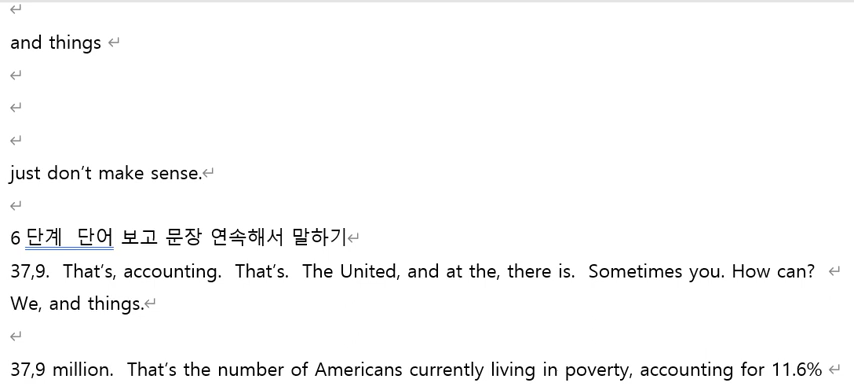 and things
just don't make sense.
6 단계  단어 보고 문장 연속해서 말하기
37,9.  That's, accounting.  That's.  The United, and at the, there is.  Sometimes you. How can?
We, and things.
37,9 million.  That's the number of Americans currently living in poverty, accounting for 11.6%